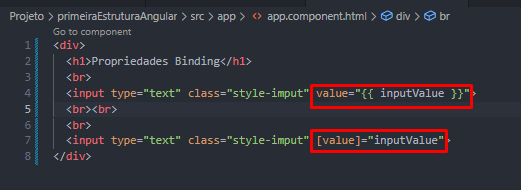 Projeto > primeiraEstruturaAngular > src > app > <> app.component.html > div > br
Go to component
1 <div>
2 <h1>Propriedades Binding</h1>
3 <br>
4 <input type="text" class="style-imput" value="{{ inputValue }}">
5 <br><br>
6 <br>
7 <input type="text" class="style-imput" [value]="inputValue">
8 </div>